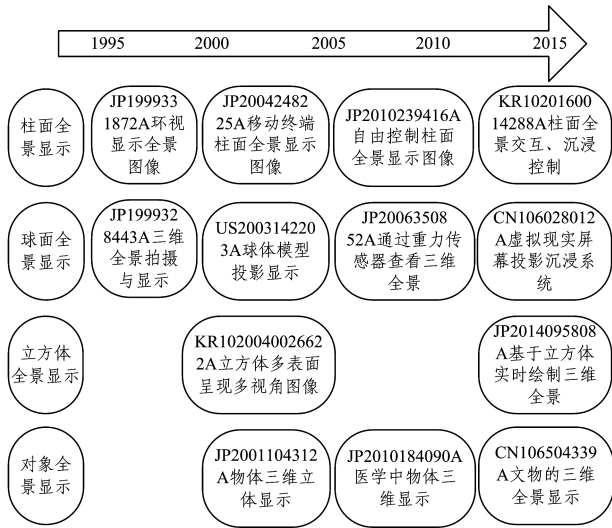 1995 2000 2005 2010 2015
柱面全
景显示
JP199933
1872A环视
显示全景
图像
JP20042482
25A移动终端
柱面全景显示
图像
JP2010239416A
自由控制柱面
全景显示图像
KR10201600
14288A柱面全
景交互、沉浸
控制
球面全
景显示
JP199932
8443A三维
全景拍摄
与显示
US200314220
3A球体模型
投影显示
JP20063508
52A通过重力传
感器查看三维
全景
CN106028012
A虚拟现实屏
幕投影沉浸系
统
立方体
全景显示
KR102004002662
2A立方体多表面
呈现多视角图像
JP2014095808
A基于立方体
实时绘制三维
全景
对象全
景显示
JP2001104312
A物体三维立
体显示
JP2010184090A
医学中物体三
维显示
CN106504339
A文物的三维
全景显示